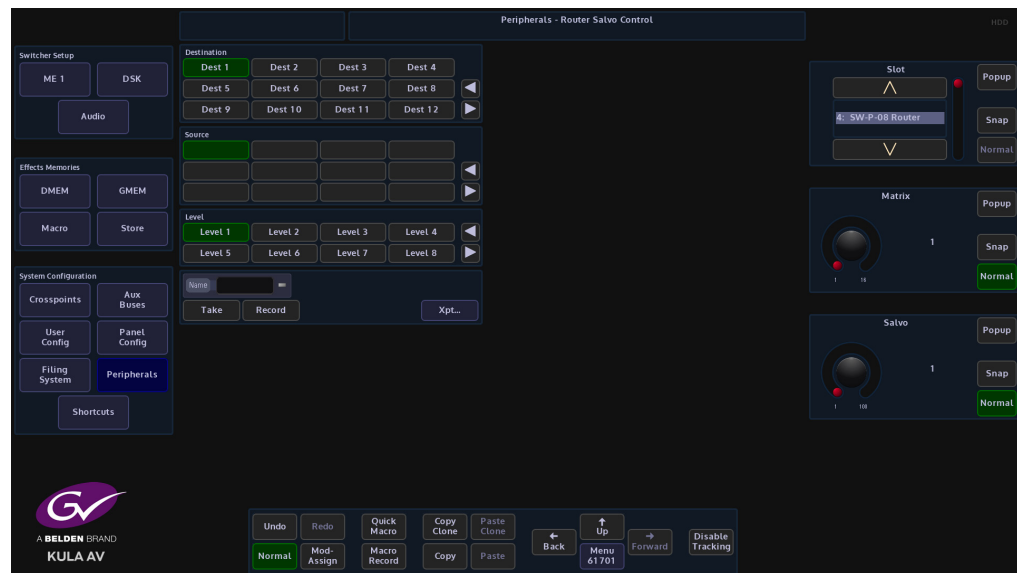 Peripherals - Router Salvo Control
HDD
Switcher Setup
ME 1
DSK
Audio
Effects Memories
DMEM
GMEM
Macro
Store
System Configuration
Crosspoints
Aux
Buses
User
Config
Panel
Config
Filing
System
Peripherals
Shortcuts
Destination
Dest 1
Dest 2
Dest 3
Dest 4
Dest 5
Dest 6
Dest 7
Dest 8
Dest 9
Dest 10
Dest 11
Dest 12
Source
Level
Level 1
Level 2
Level 3
Level 4
Level 5
Level 6
Level 7
Level 8
Name
Take
Record
Xpt...
Slot
4: SW-P-08 Router
Popup
Snap
Normal
Matrix
1
1
16
Popup
Snap
Normal
Salvo
1
1
100
Popup
Snap
Normal
GV
A BELDEN BRAND
KULA AV
Undo
Redo
Quick
Macro
Copy
Clone
Paste
Clone
Normal
Mod-
Assign
Macro
Record
Copy
Paste
Back
Up
Menu
61701
Forward
Disable
Tracking